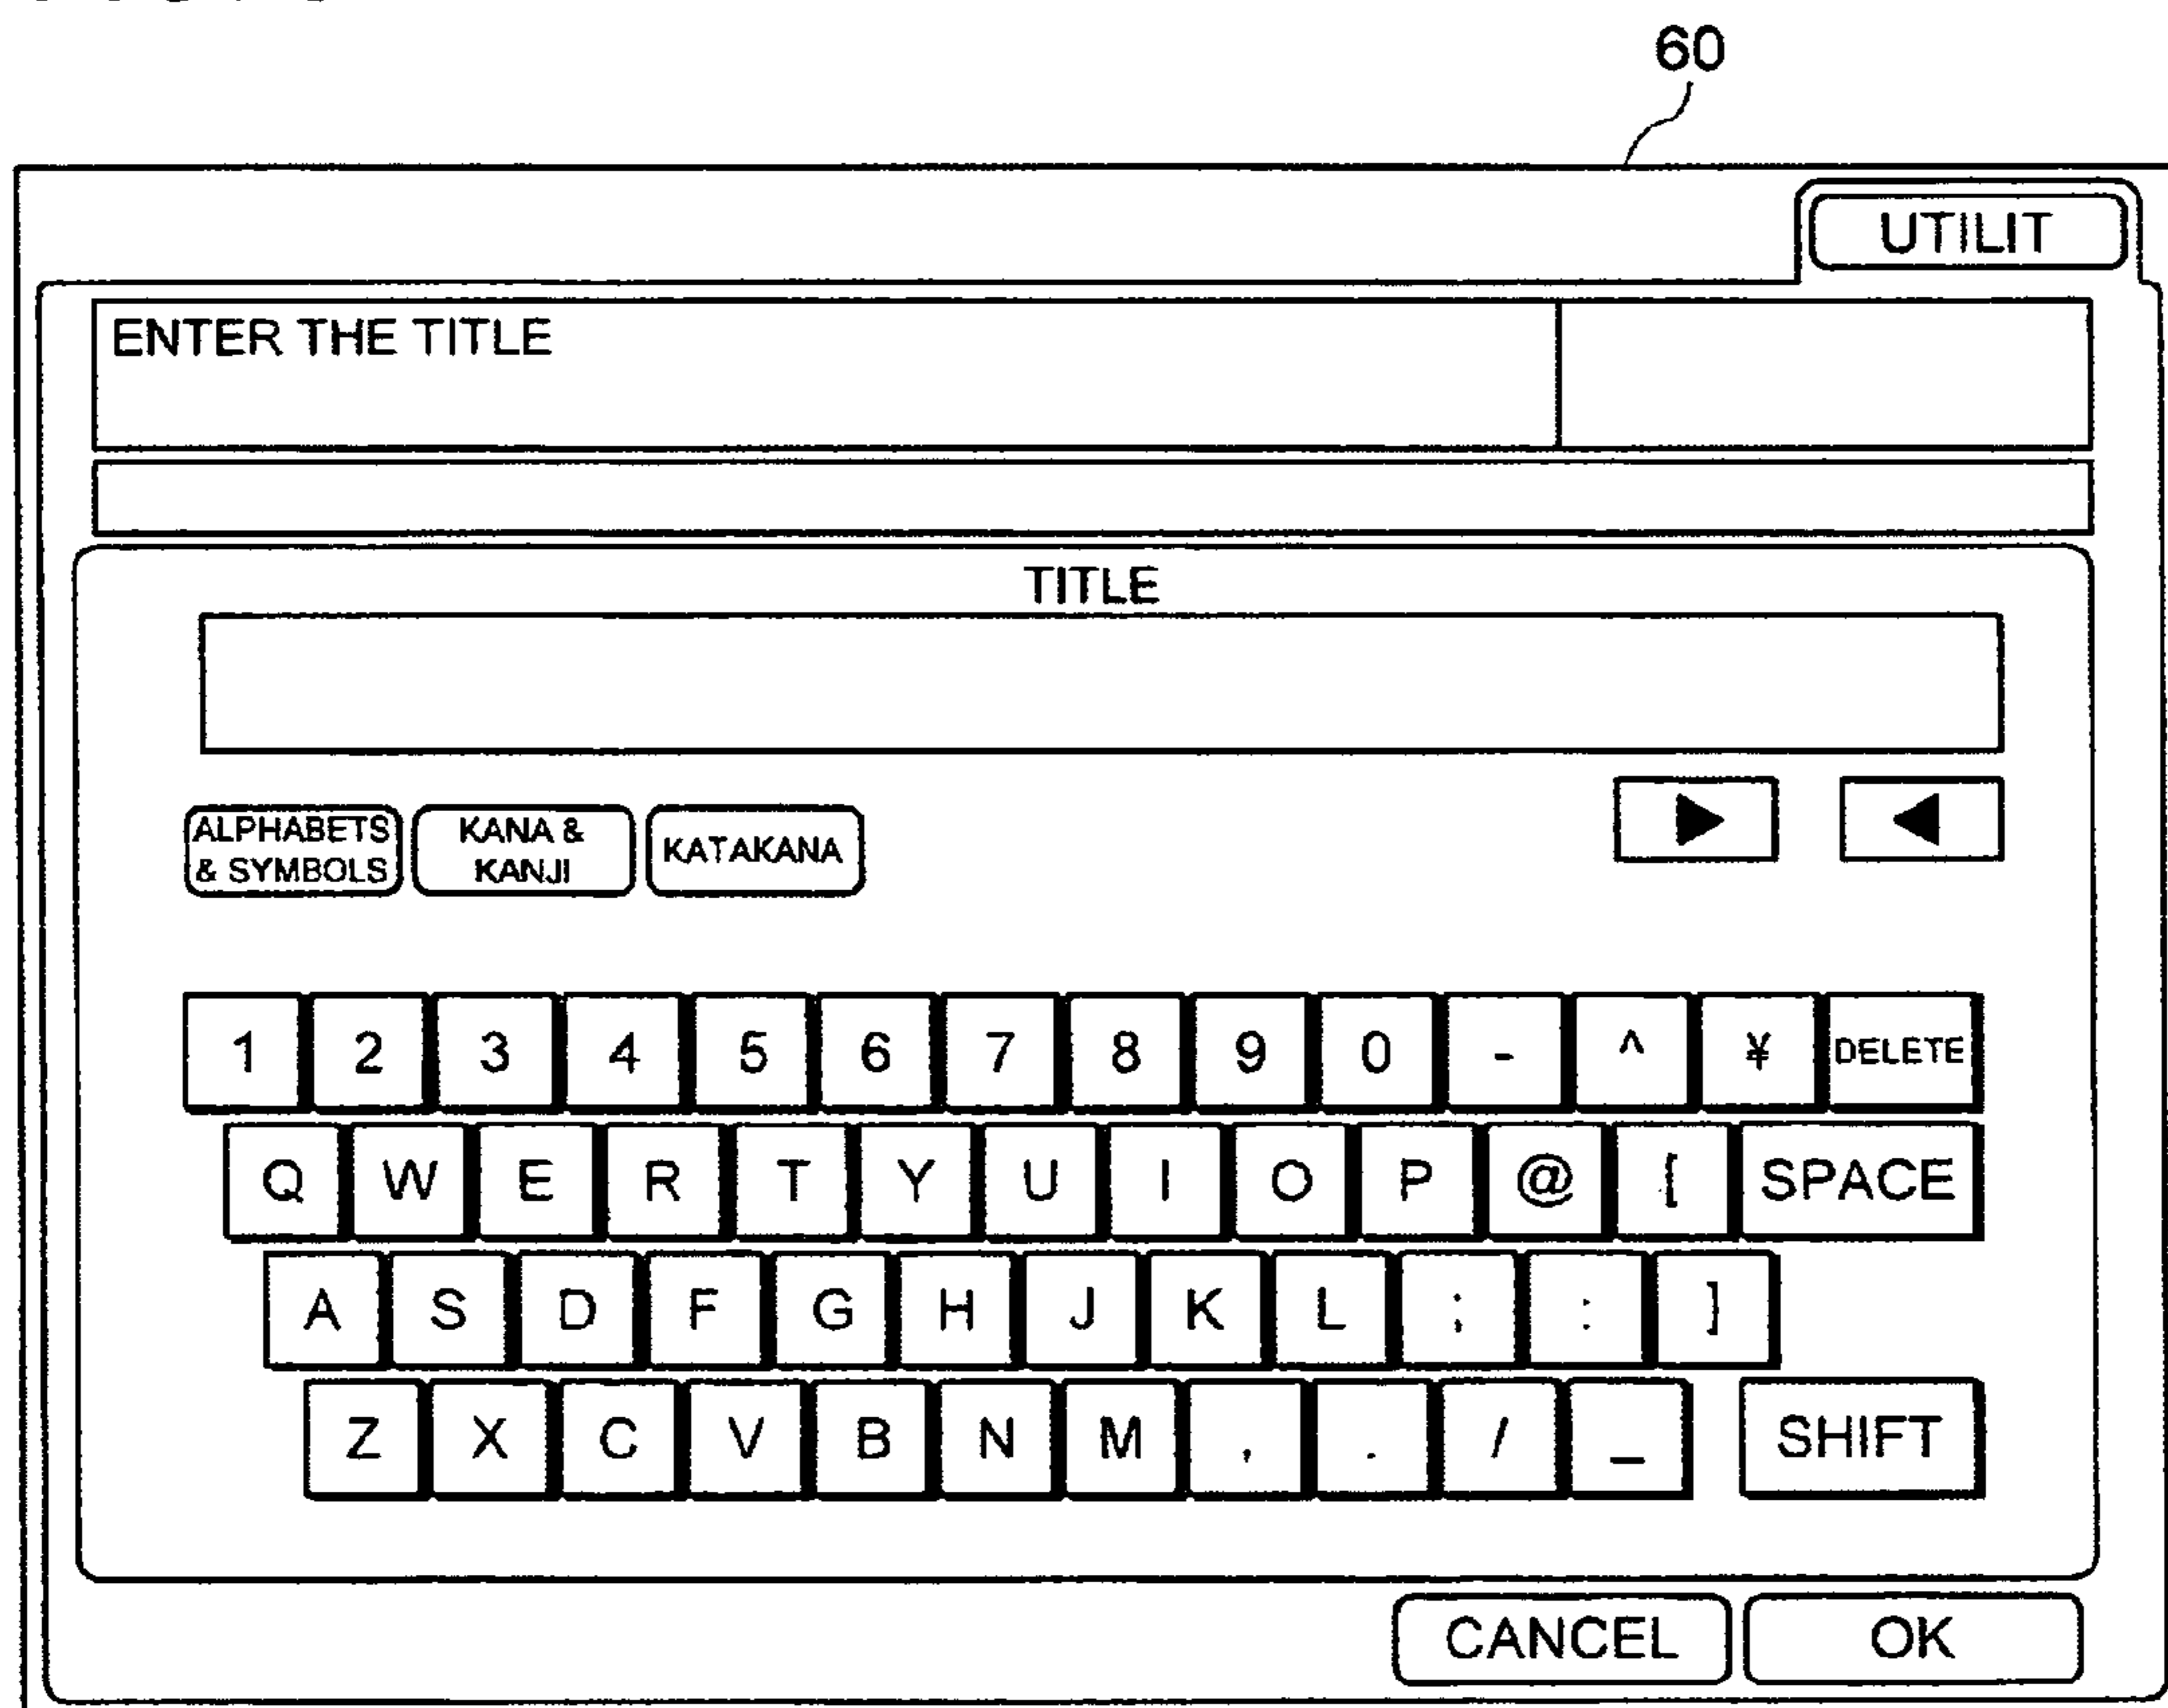 60
UTILIT
ENTER THE TITLE
TITLE
ALPHABETS & SYMBOLS
KANA & KANJI
KATAKANA
▶ ◀
1 2 3 4 5 6 7 8 9 0 - ^ ¥ DELETE
Q W E R T Y U I O P @ [ SPACE
A S D F G H J K L ; : ]
Z X C V B N M , . / _ SHIFT
CANCEL OK